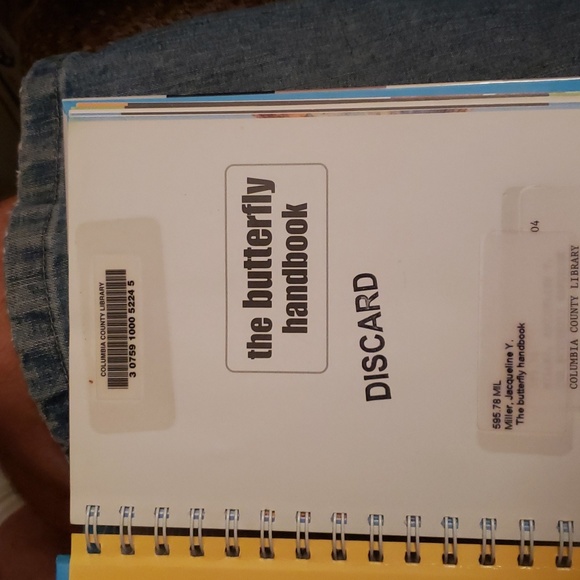 COLUMBIA COUNTY LIBRARY
3 0759 1000 5224 5
the butterfly
handbook
DISCARD
595.78 MIL
Miller, Jacqueline Y.
The butterfly handbook
04
COLUMBIA COUNTY LIBRARY